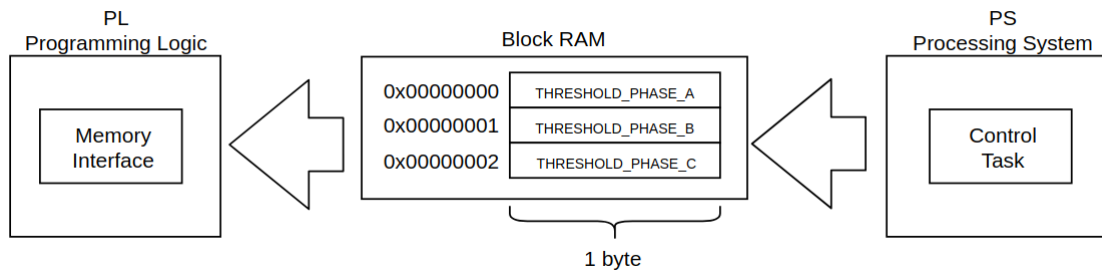 PL
Programming Logic
Memory
Interface
Block RAM
0x00000000 THRESHOLD_PHASE_A
0x00000001 THRESHOLD_PHASE_B
0x00000002 THRESHOLD_PHASE_C
1 byte
PS
Processing System
Control
Task